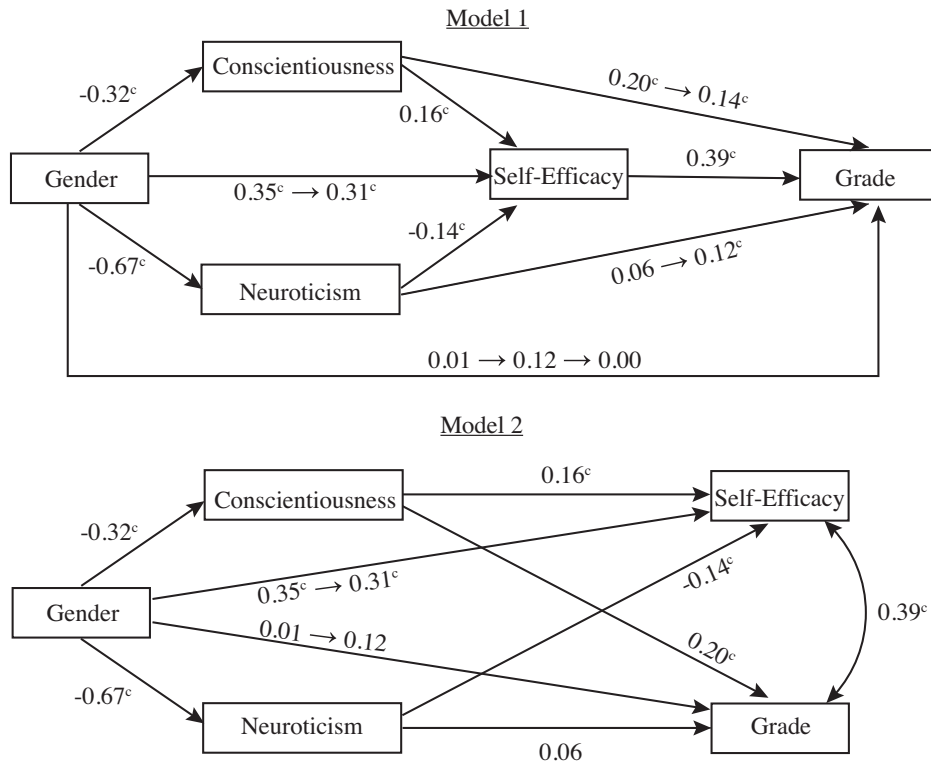 Model 1
Conscientiousness
-0.32ᶜ
0.20ᶜ → 0.14ᶜ
0.16ᶜ
Gender
0.35ᶜ → 0.31ᶜ
Self-Efficacy
0.39ᶜ
Grade
-0.67ᶜ
-0.14ᶜ
Neuroticism
0.06 → 0.12ᶜ
0.01 → 0.12 → 0.00
Model 2
Conscientiousness
0.16ᶜ
Self-Efficacy
-0.32ᶜ
Gender
0.35ᶜ → 0.31ᶜ
-0.14ᶜ
0.39ᶜ
0.01 → 0.12
0.20ᶜ
-0.67ᶜ
Neuroticism
0.06
Grade